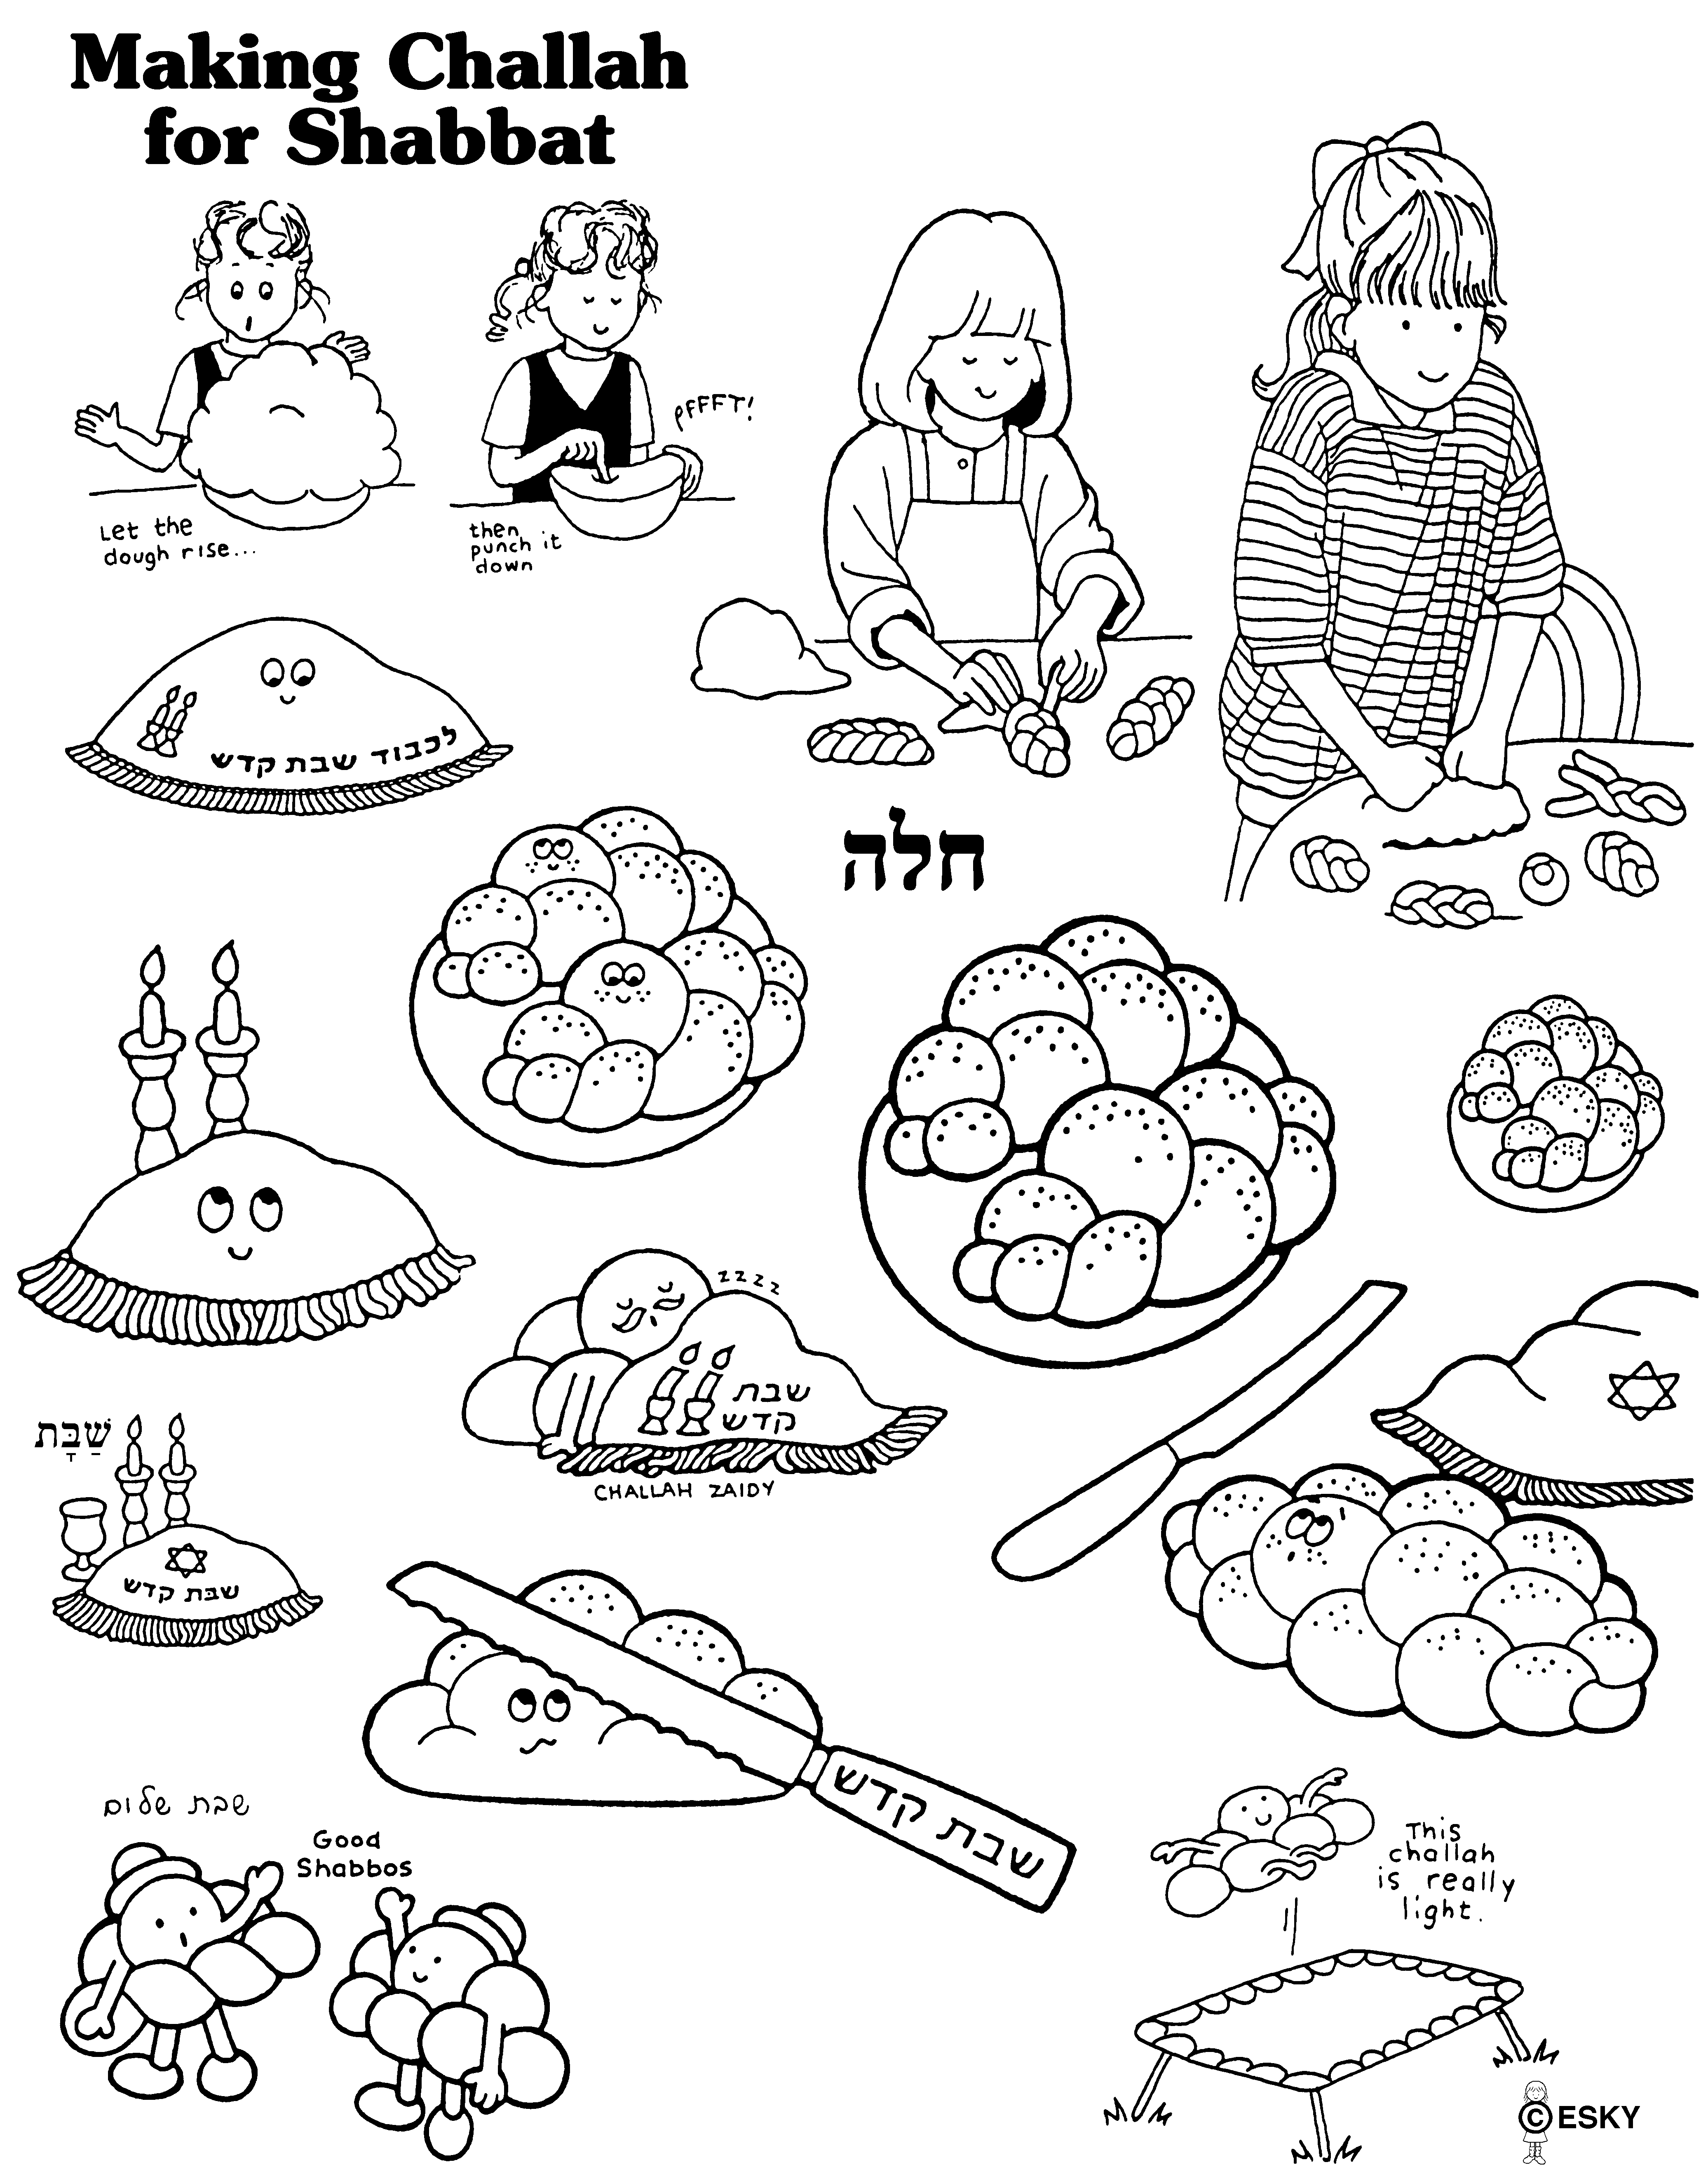 Making Challah
for Shabbat
PFFFT!
Let the
dough rise...
then
punch it
down
לכבוד שבת קדש
חלה
zzzz
שבת
קדש
CHALLAH ZAIDY
שַׁבָּת
שבת קדש
שבת קדש
שבת שלום
Good
Shabbos
This
challah
is really
light.
© ESKY